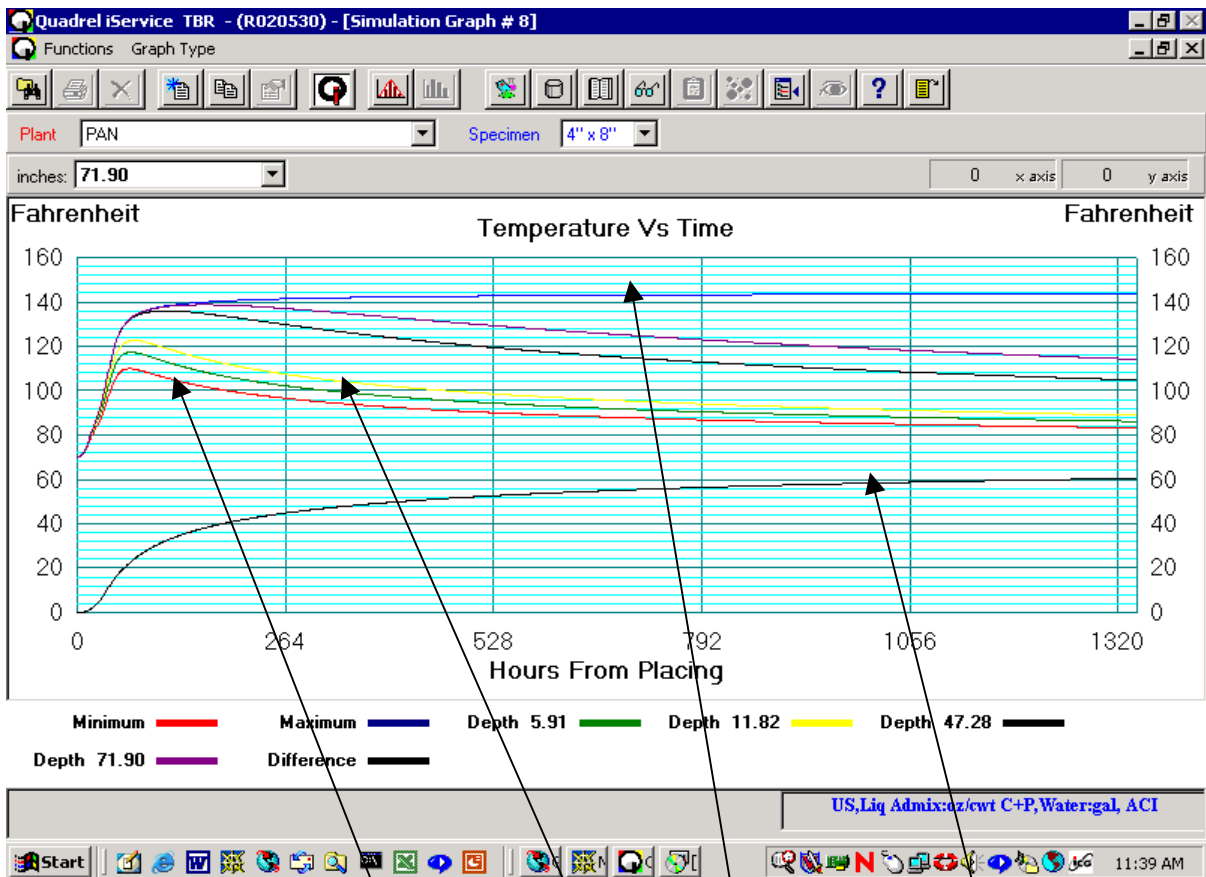 Quadrel iService TBR - (R020530) - [Simulation Graph # 8]
Functions Graph Type
Plant PAN Specimen 4" x 8"
inches: 71.90 0 x axis 0 y axis
Fahrenheit Temperature Vs Time Fahrenheit
160 160
140 140
120 120
100 100
80 80
60 60
40 40
20 20
0 0
0 264 528 792 1056 1320
Hours From Placing
Minimum Maximum Depth 5.91 Depth 11.82 Depth 47.28
Depth 71.90 Difference
US,Liq Admix:oz/cwt C+P,Water:gal, ACI
Start 11:39 AM